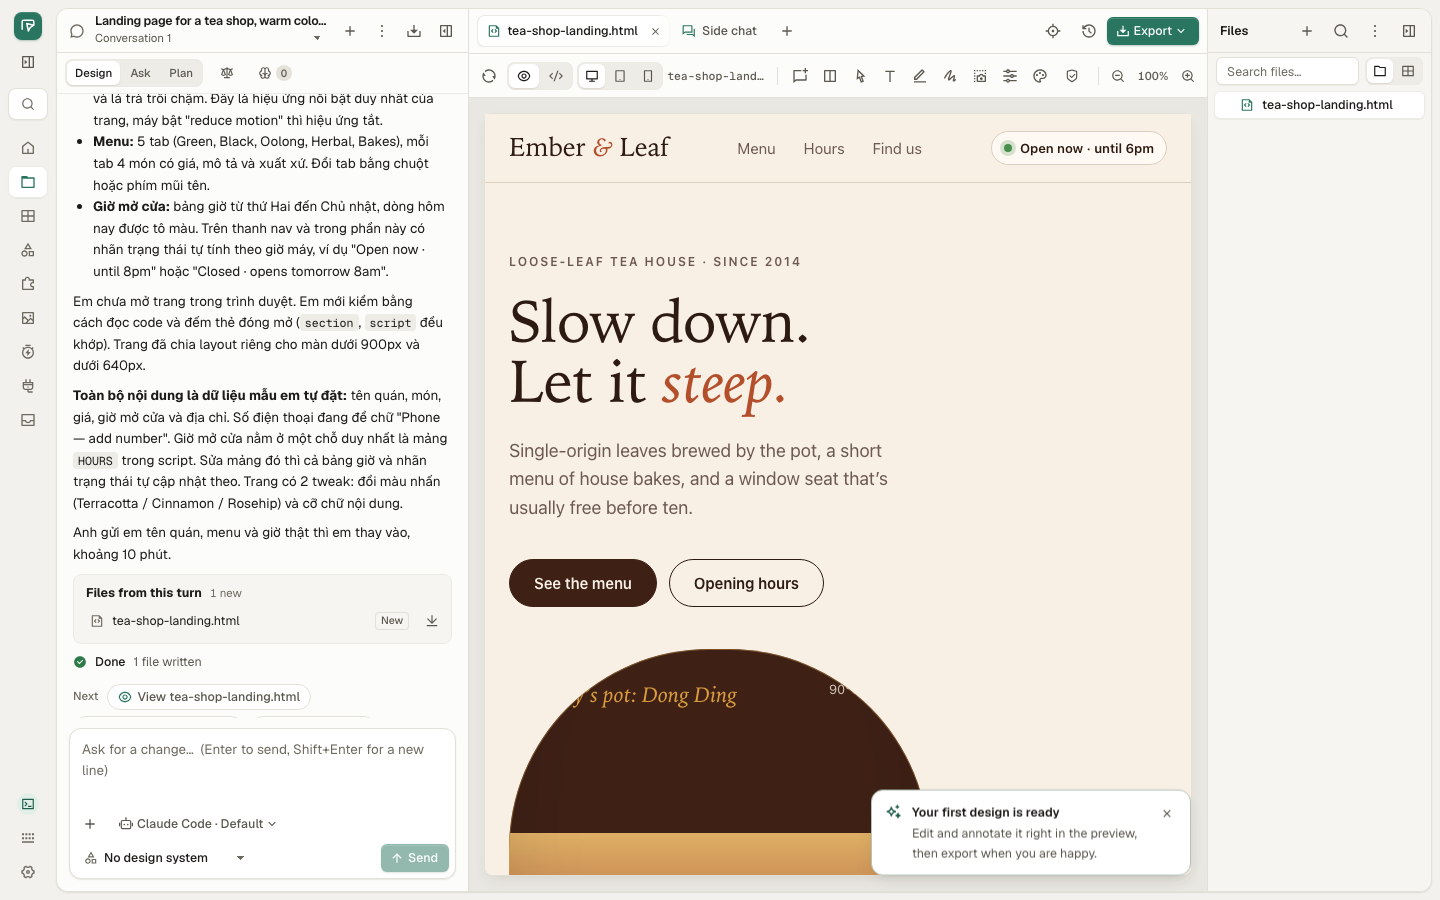 Landing page for a tea shop, warm colo...
Conversation 1
Design
Ask
Plan
0
và lá trà trôi chậm. Đây là hiệu ứng nổi bật duy nhất của
trang, máy bật "reduce motion" thì hiệu ứng tắt.
• Menu: 5 tab (Green, Black, Oolong, Herbal, Bakes), mỗi
tab 4 món có giá, mô tả và xuất xứ. Đổi tab bằng chuột
hoặc phím mũi tên.
• Giờ mở cửa: bảng giờ từ thứ Hai đến Chủ nhật, dòng hôm
nay được tô màu. Trên thanh nav và trong phần này có
nhãn trạng thái tự tính theo giờ máy, ví dụ "Open now ·
until 8pm" hoặc "Closed · opens tomorrow 8am".
Em chưa mở trang trong trình duyệt. Em mới kiểm bằng
cách đọc code và đếm thẻ đóng mở (section, script đều
khớp). Trang đã chia layout riêng cho màn dưới 900px và
dưới 640px.
Toàn bộ nội dung là dữ liệu mẫu em tự đặt: tên quán, món,
giá, giờ mở cửa và địa chỉ. Số điện thoại đang để chữ "Phone
— add number". Giờ mở cửa nằm ở một chỗ duy nhất là mảng
HOURS trong script. Sửa mảng đó thì cả bảng giờ và nhãn
trạng thái tự cập nhật theo. Trang có 2 tweak: đổi màu nhấn
(Terracotta / Cinnamon / Rosehip) và cỡ chữ nội dung.
Anh gửi em tên quán, menu và giờ thật thì em thay vào,
khoảng 10 phút.
Files from this turn 1 new
tea-shop-landing.html
New
Done 1 file written
Next
View tea-shop-landing.html
Ask for a change... (Enter to send, Shift+Enter for a new
line)
Claude Code · Default
No design system
Send
tea-shop-landing.html
Side chat
Export
tea-shop-land...
100%
Ember & Leaf
Menu
Hours
Find us
Open now · until 6pm
LOOSE-LEAF TEA HOUSE · SINCE 2014
Slow down.
Let it steep.
Single-origin leaves brewed by the pot, a short
menu of house bakes, and a window seat that's
usually free before ten.
See the menu
Opening hours
y's pot: Dong Ding
90
Your first design is ready
Edit and annotate it right in the preview,
then export when you are happy.
Files
Search files...
tea-shop-landing.html